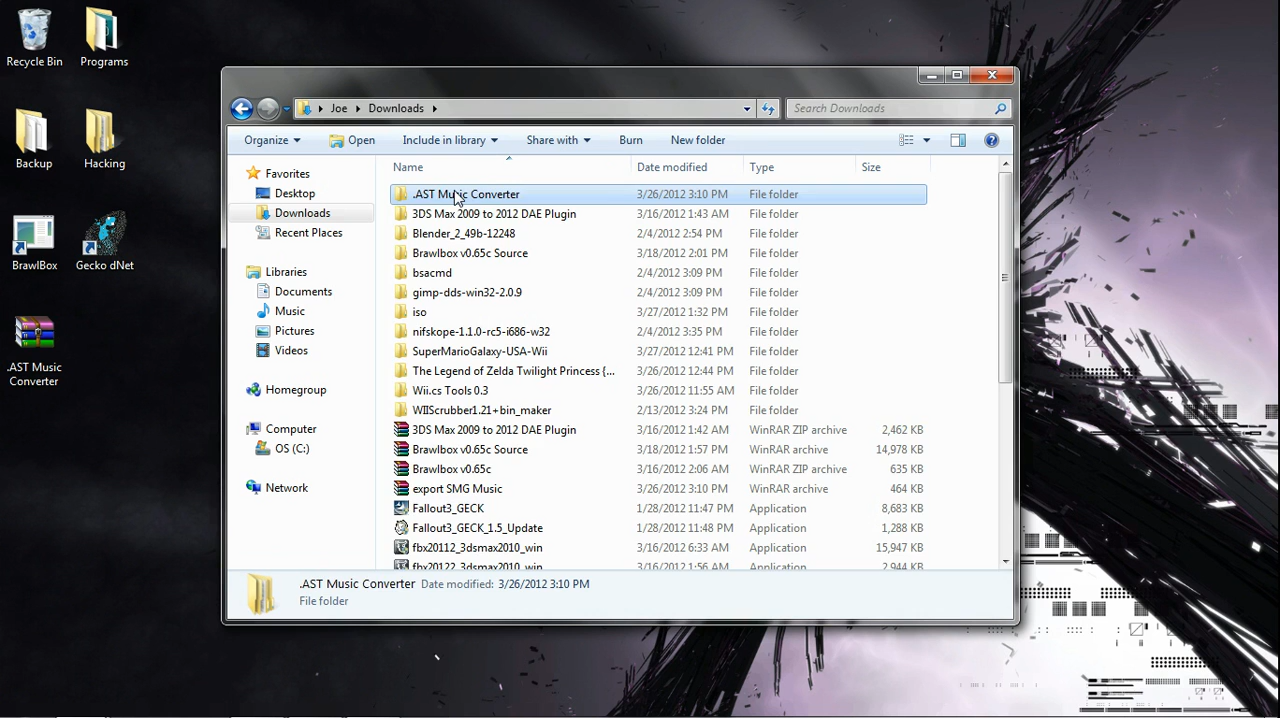 Recycle Bin
Programs
Backup
Hacking
BrawlBox
Gecko dNet
.AST Music
Converter
Joe
Downloads
Search Downloads
Organize
Open
Include in library
Share with
Burn
New folder
Favorites
Desktop
Downloads
Recent Places
Libraries
Documents
Music
Pictures
Videos
Homegroup
Computer
OS (C:)
Network
Name Date modified Type Size
.AST Music Converter 3/26/2012 3:10 PM File folder
3DS Max 2009 to 2012 DAE Plugin 3/16/2012 1:43 AM File folder
Blender_2_49b-12248 2/4/2012 2:54 PM File folder
Brawlbox v0.65c Source 3/18/2012 2:01 PM File folder
bsacmd 2/4/2012 3:09 PM File folder
gimp-dds-win32-2.0.9 2/4/2012 3:09 PM File folder
iso 3/27/2012 1:32 PM File folder
nifskope-1.1.0-rc5-i686-w32 2/4/2012 3:35 PM File folder
SuperMarioGalaxy-USA-Wii 3/27/2012 12:41 PM File folder
The Legend of Zelda Twilight Princess {... 3/26/2012 12:44 PM File folder
Wii.cs Tools 0.3 3/26/2012 11:55 AM File folder
WIIScrubber1.21+bin_maker 2/13/2012 3:24 PM File folder
3DS Max 2009 to 2012 DAE Plugin 3/16/2012 1:42 AM WinRAR ZIP archive 2,462 KB
Brawlbox v0.65c Source 3/18/2012 1:57 PM WinRAR archive 14,978 KB
Brawlbox v0.65c 3/16/2012 2:06 AM WinRAR ZIP archive 635 KB
export SMG Music 3/26/2012 3:10 PM WinRAR archive 464 KB
Fallout3_GECK 1/28/2012 11:47 PM Application 8,683 KB
Fallout3_GECK_1.5_Update 1/28/2012 11:48 PM Application 1,288 KB
fbx20112_3dsmax2010_win 3/16/2012 6:33 AM Application 15,947 KB
3/16/2012 1:56 AM Application 2,944 KB
.AST Music Converter Date modified: 3/26/2012 3:10 PM
File folder